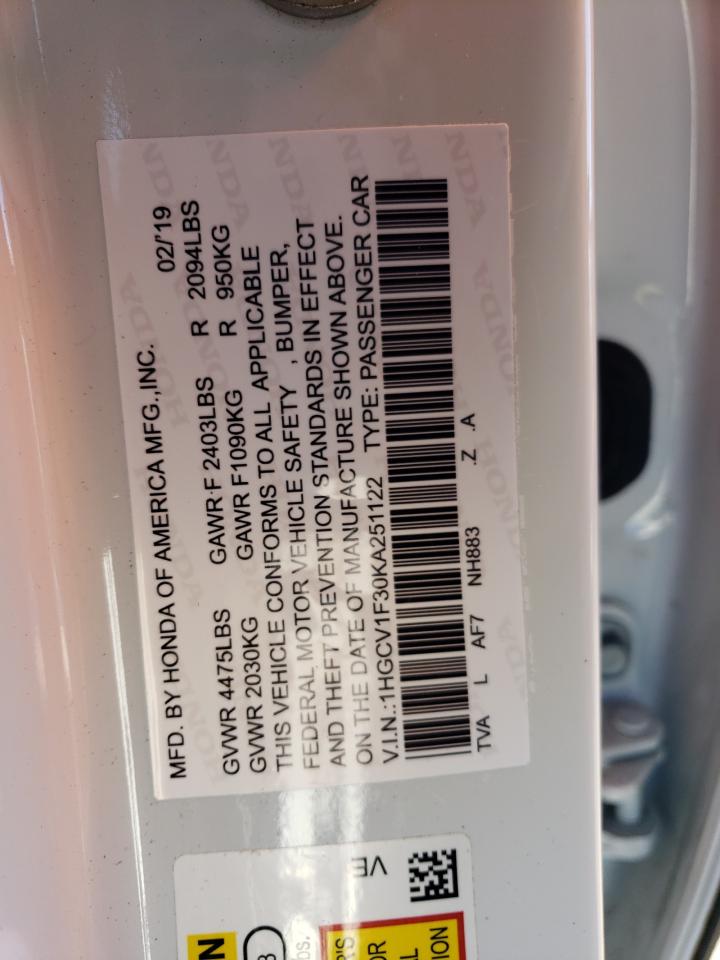 MFD. BY HONDA OF AMERICA MFG.,INC. 02/'19
GVWR 4475LBS GAWR F 2403LBS R 2094LBS
GVWR 2030KG GAWR F1090KG R 950KG
THIS VEHICLE CONFORMS TO ALL APPLICABLE
FEDERAL MOTOR VEHICLE SAFETY , BUMPER,
AND THEFT PREVENTION STANDARDS IN EFFECT
ON THE DATE OF MANUFACTURE SHOWN ABOVE.
V.I.N.:1HGCV1F30KA251122 TYPE: PASSENGER CAR
TVA L AF7 NH883 .Z .A
VE